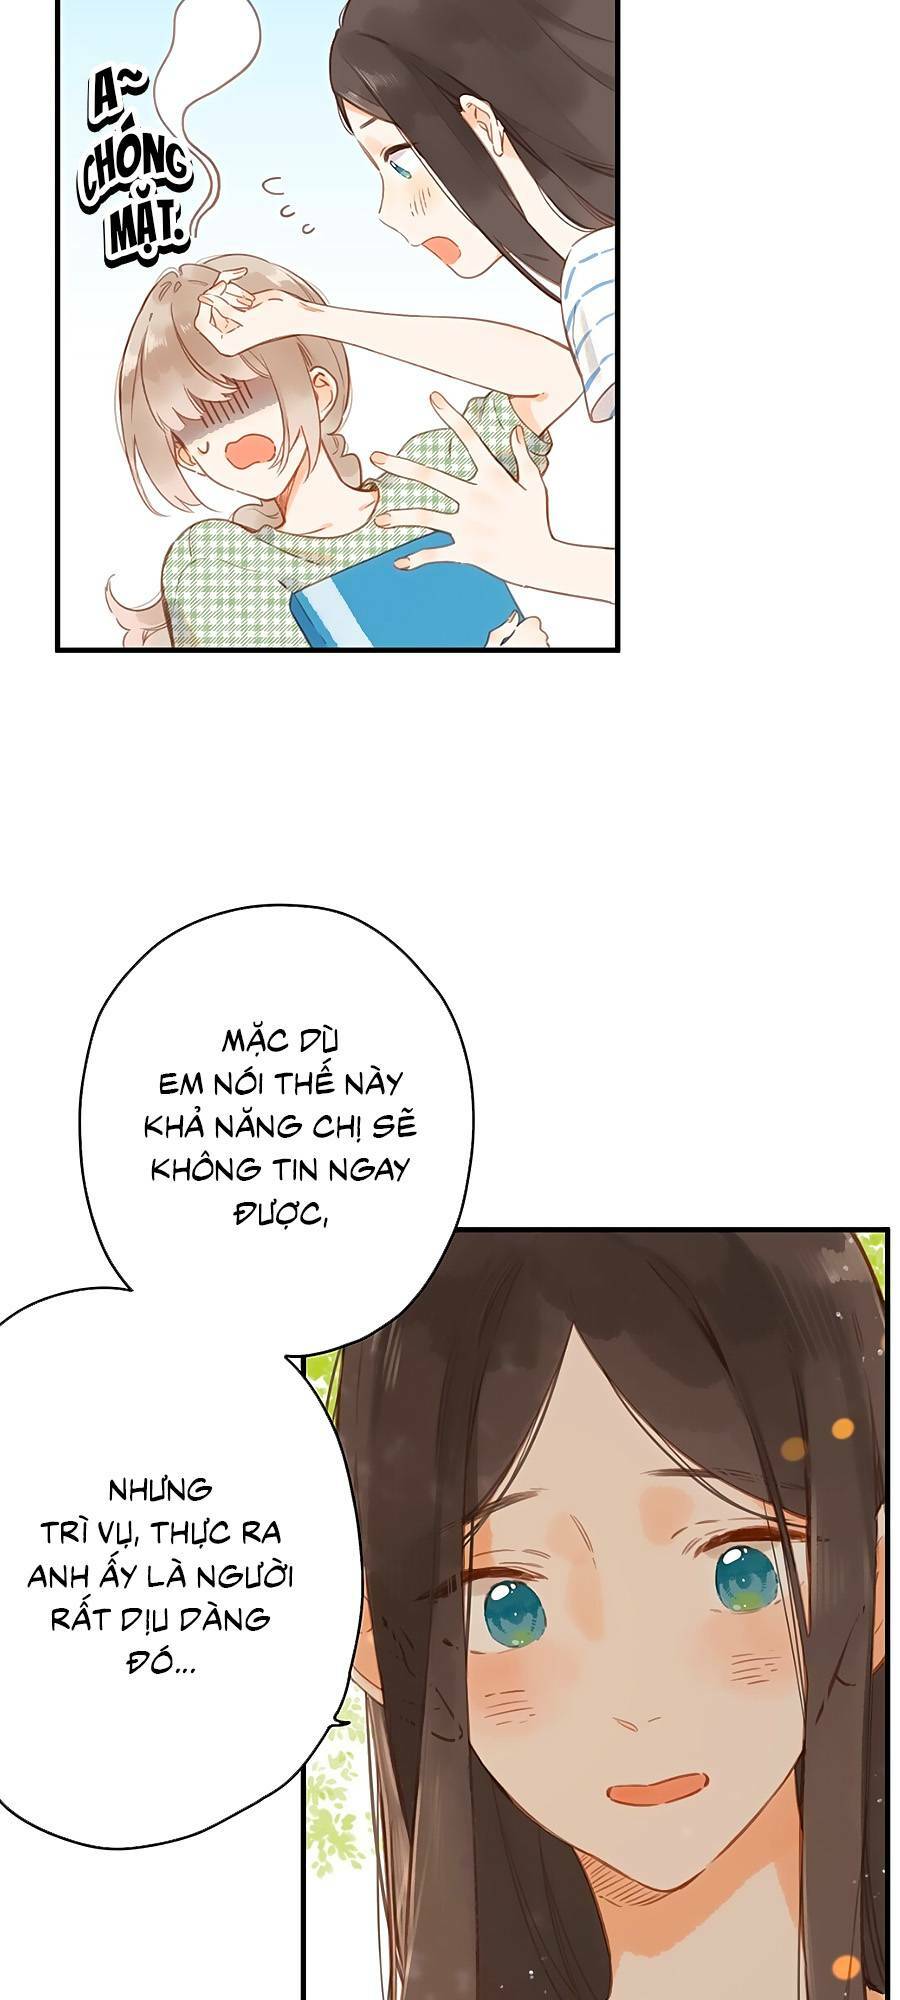 A~
CHÓNG
MẶT.
MẶC DÙ
EM NÓI THẾ NÀY
KHẢ NĂNG CHỊ SẼ
KHÔNG TIN NGAY
ĐƯỢC,
NHƯNG
TRÌ VỤ, THỰC RA
ANH ẤY LÀ NGƯỜI
RẤT DỊU DÀNG
ĐÓ...